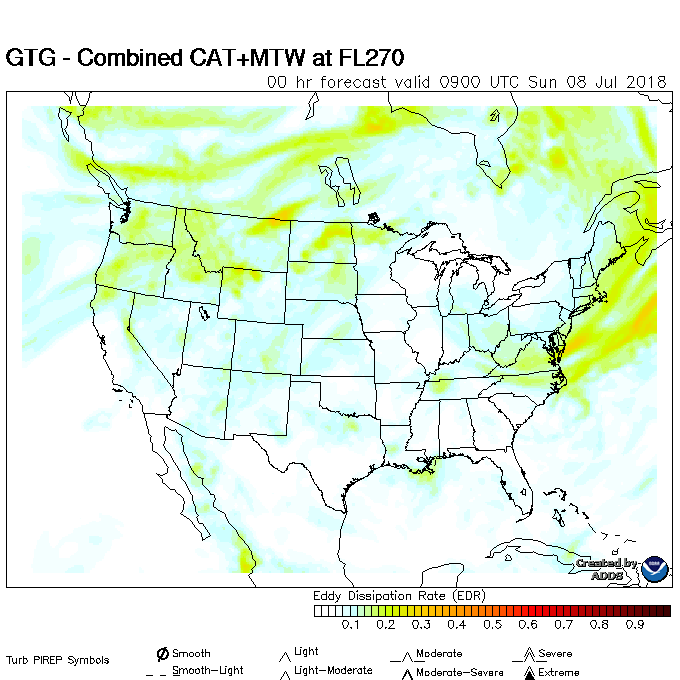 GTG - Combined CAT+MTW at FL270
00 hr forecast valid 0900 UTC Sun 08 Jul 2018
Created by
ADDS
Eddy Dissipation Rate (EDR)
0.1 0.2 0.3 0.4 0.5 0.6 0.7 0.8 0.9
Turb PIREP Symbols
Smooth Light Moderate Severe
Smooth-Light Light-Moderate Moderate-Severe Extreme